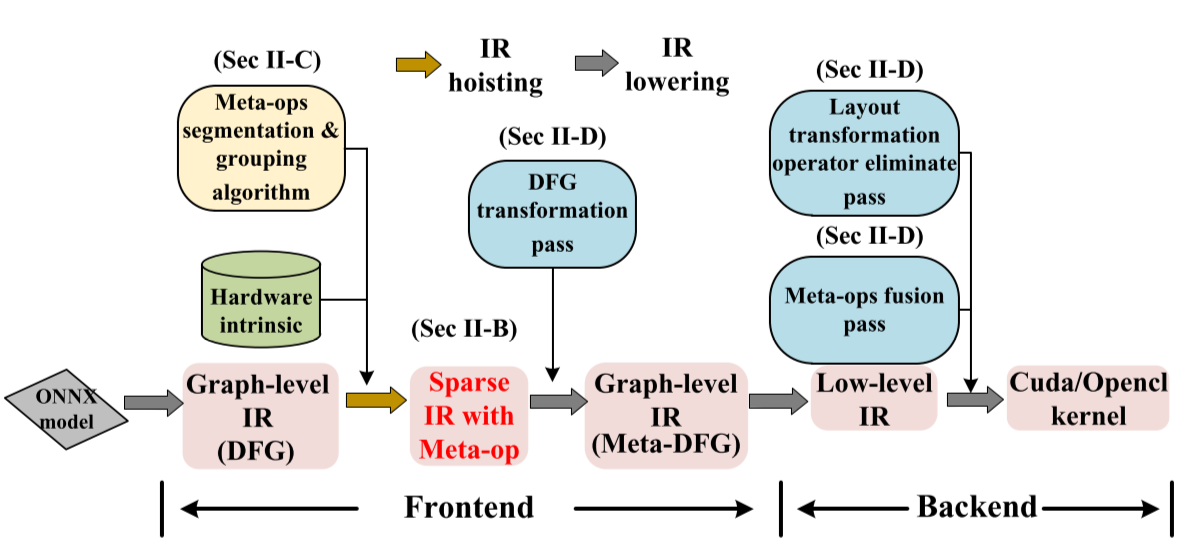 (Sec II-C)
Meta-ops
segmentation &
grouping
algorithm
IR
hoisting
IR
lowering
(Sec II-D)
DFG
transformation
pass
(Sec II-D)
Layout
transformation
operator eliminate
pass
(Sec II-D)
Meta-ops fusion
pass
Hardware
intrinsic
(Sec II-B)
ONNX
model
Graph-level
IR
(DFG)
Sparse
IR with
Meta-op
Graph-level
IR
(Meta-DFG)
Low-level
IR
Cuda/Opencl
kernel
Frontend
Backend